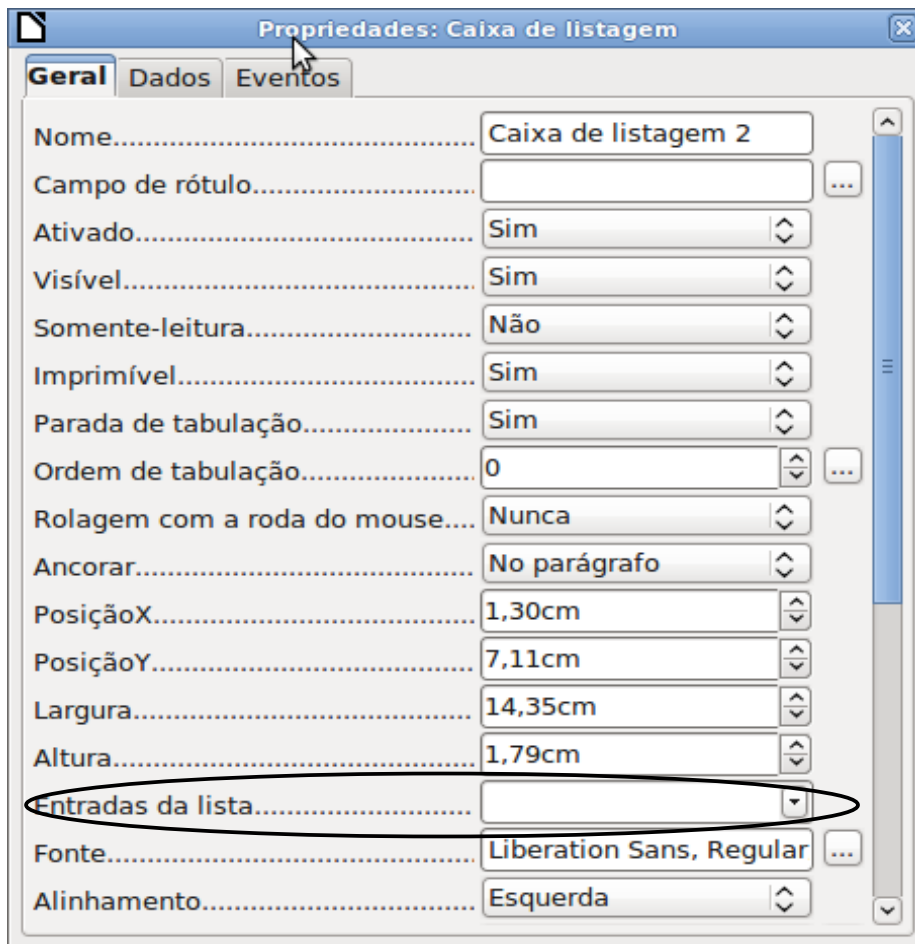 Propriedades: Caixa de listagem
Geral Dados Eventos
Nome............................................ Caixa de listagem 2
Campo de rótulo........................... ...
Ativado......................................... Sim
Visível........................................... Sim
Somente-leitura............................ Não
Imprimível..................................... Sim
Parada de tabulação..................... Sim
Ordem de tabulação..................... 0 ...
Rolagem com a roda do mouse.... Nunca
Ancorar......................................... No parágrafo
PosiçãoX........................................ 1,30cm
PosiçãoY........................................ 7,11cm
Largura......................................... 14,35cm
Altura............................................ 1,79cm
Entradas da lista...........................
Fonte............................................. Liberation Sans, Regular ...
Alinhamento................................. Esquerda